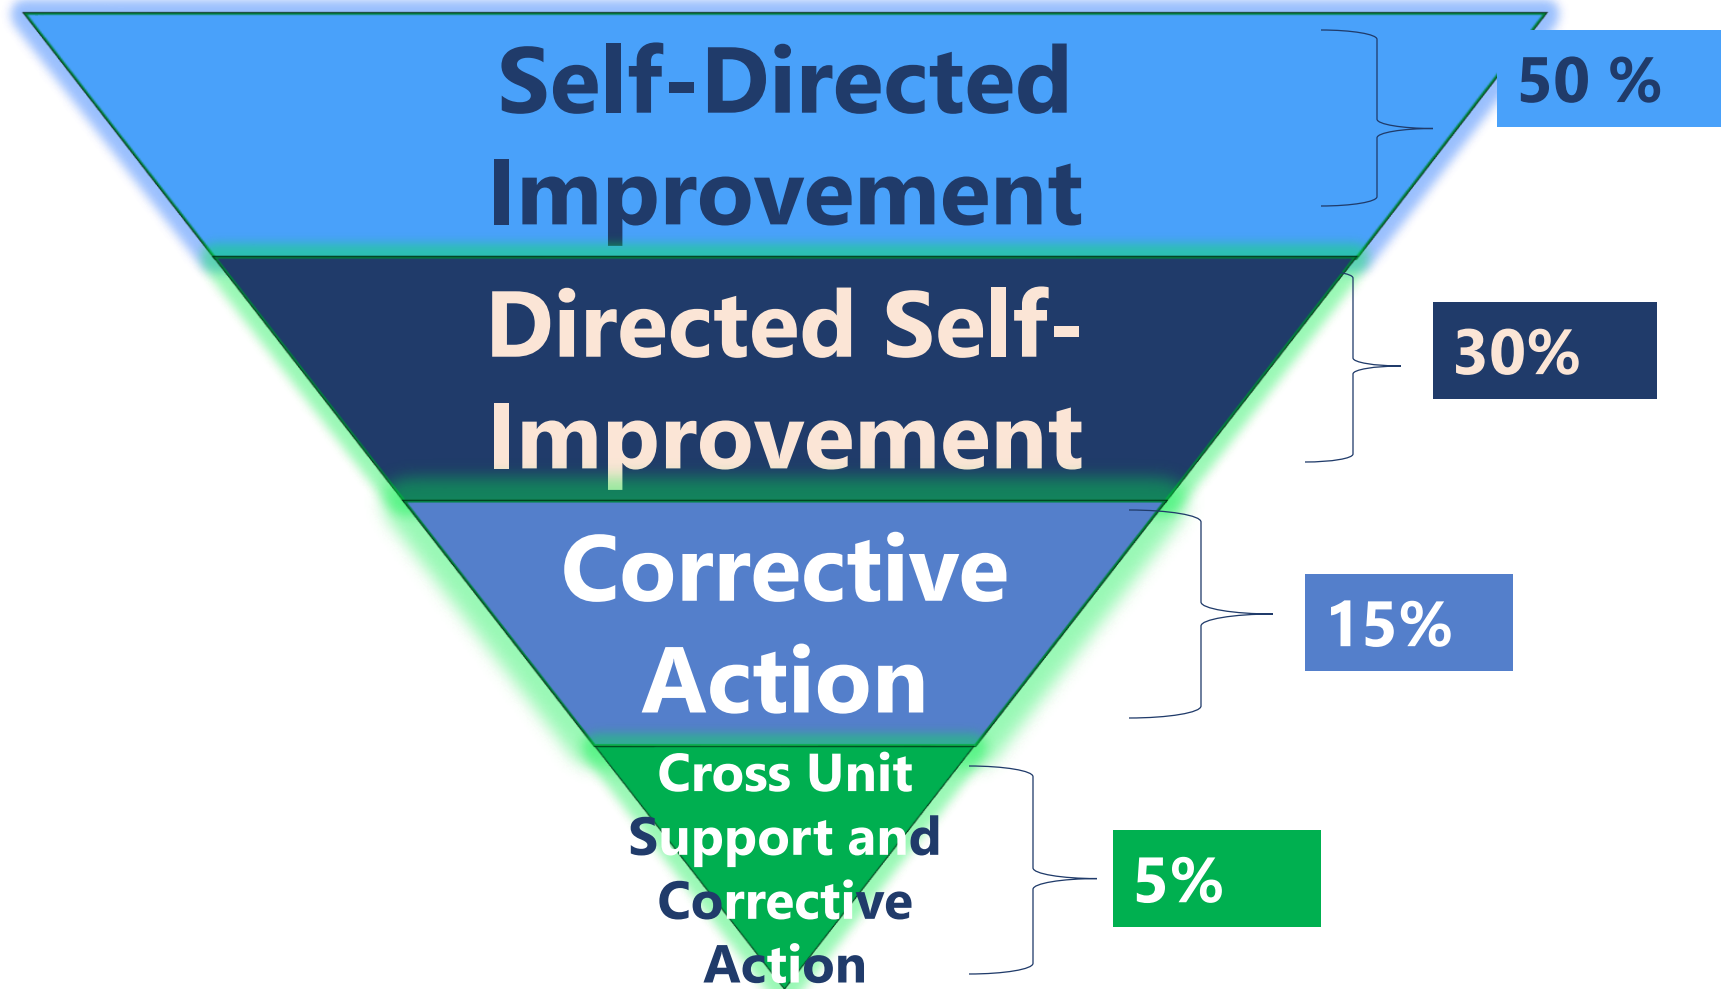 Self-Directed
Improvement
50 %
Directed Self-
Improvement
30%
Corrective
Action
15%
Cross Unit
Support and
Corrective
Action
5%